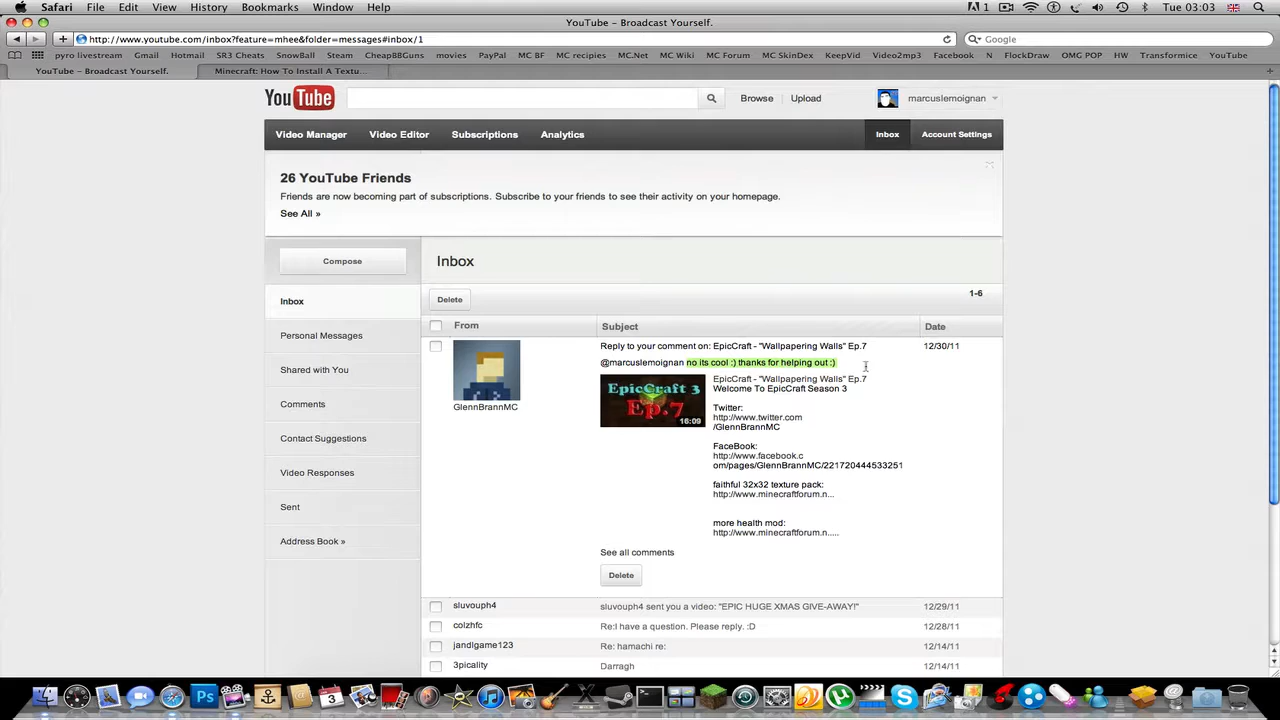 Safari File Edit View History Bookmarks Window Help 1 Tue 03:03
YouTube – Broadcast Yourself.
http://www.youtube.com/inbox?feature=mhee&folder=messages#inbox/1 Google
pyro livestream Gmail Hotmail SR3 Cheats SnowBall Steam CheapBBGuns movies PayPal MC BF MC recipies MC.Net MC Wiki MC Forum MC SkinDex KeepVid Video2mp3 Facebook N FlockDraw OMG POP HW Transformice YouTube
YouTube – Broadcast Yourself. Minecraft: How To Install A Textu...
YouTube Browse Upload marcuslemoignan
Video Manager Video Editor Subscriptions Analytics Inbox Account Settings
26 YouTube Friends
Friends are now becoming part of subscriptions. Subscribe to your friends to see their activity on your homepage.
See All »
Compose
Inbox
Inbox
Personal Messages
Shared with You
Comments
Contact Suggestions
Video Responses
Sent
Address Book »
Delete 1-6
From Subject Date
Reply to your comment on: EpicCraft - "Wallpapering Walls" Ep.7 12/30/11
@marcuslemoignan no its cool :) thanks for helping out :)
GlennBrannMC
EpicCraft 3
Ep.7
16:09
EpicCraft - "Wallpapering Walls" Ep.7
Welcome To EpicCraft Season 3
Twitter:
http://www.twitter.com
/GlennBrannMC
FaceBook:
http://www.facebook.c
om/pages/GlennBrannMC/221720444533251
faithful 32x32 texture pack:
http://www.minecraftforum.n...
more health mod:
http://www.minecraftforum.n.....
See all comments
Delete
sluvouph4 sluvouph4 sent you a video: "EPIC HUGE XMAS GIVE-AWAY!" 12/29/11
colzhfc Re:I have a question. Please reply. :D 12/28/11
jandlgame123 Re: hamachi re: 12/14/11
3picality Darragh 12/14/11